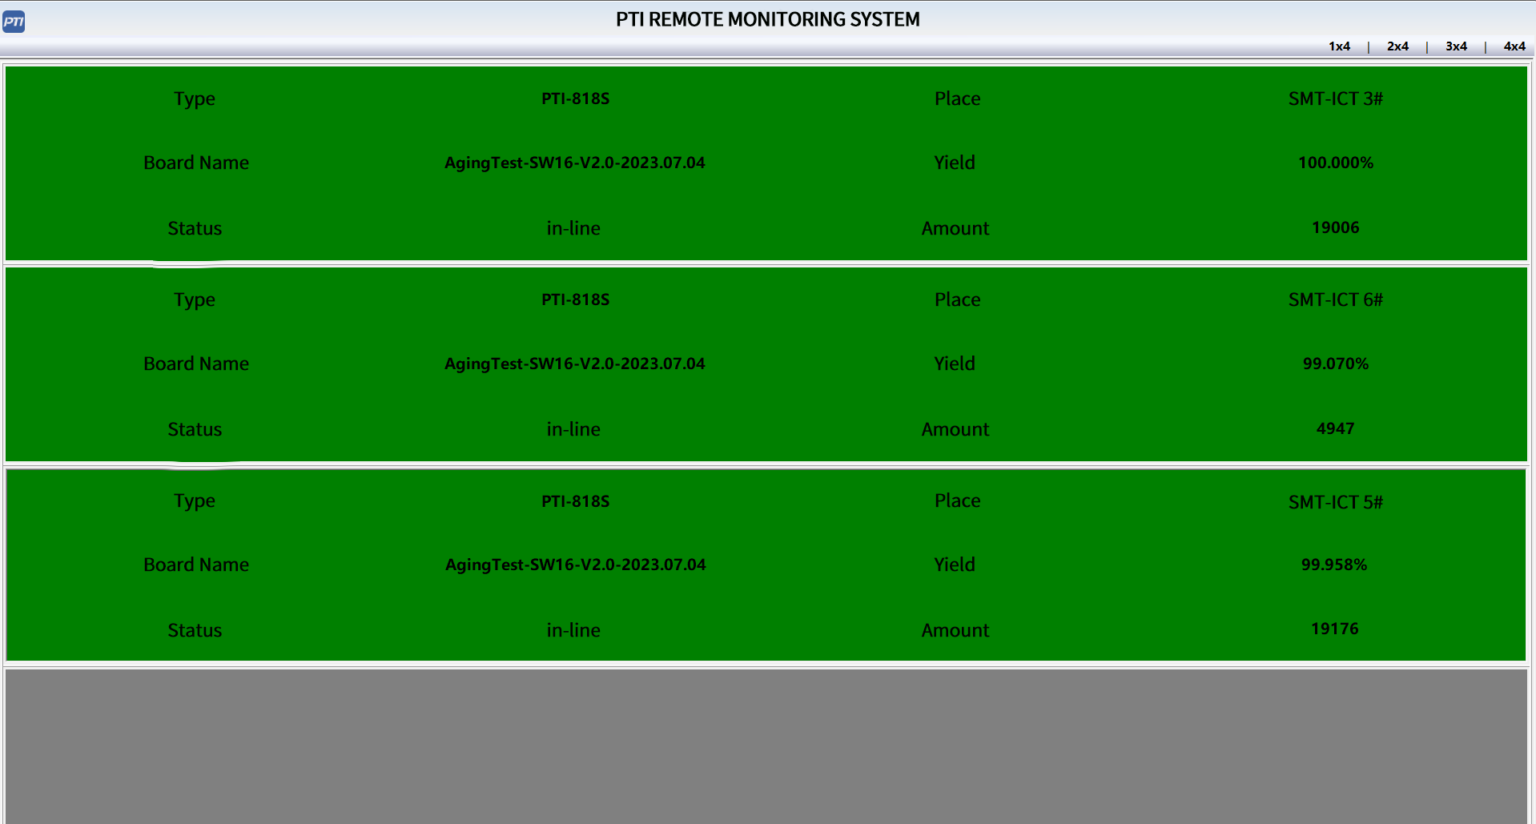 PTI
PTI REMOTE MONITORING SYSTEM
1x4 | 2x4 | 3x4 | 4x4
Type PTI-818S Place SMT-ICT 3#
Board Name AgingTest-SW16-V2.0-2023.07.04 Yield 100.000%
Status in-line Amount 19006
Type PTI-818S Place SMT-ICT 6#
Board Name AgingTest-SW16-V2.0-2023.07.04 Yield 99.070%
Status in-line Amount 4947
Type PTI-818S Place SMT-ICT 5#
Board Name AgingTest-SW16-V2.0-2023.07.04 Yield 99.958%
Status in-line Amount 19176